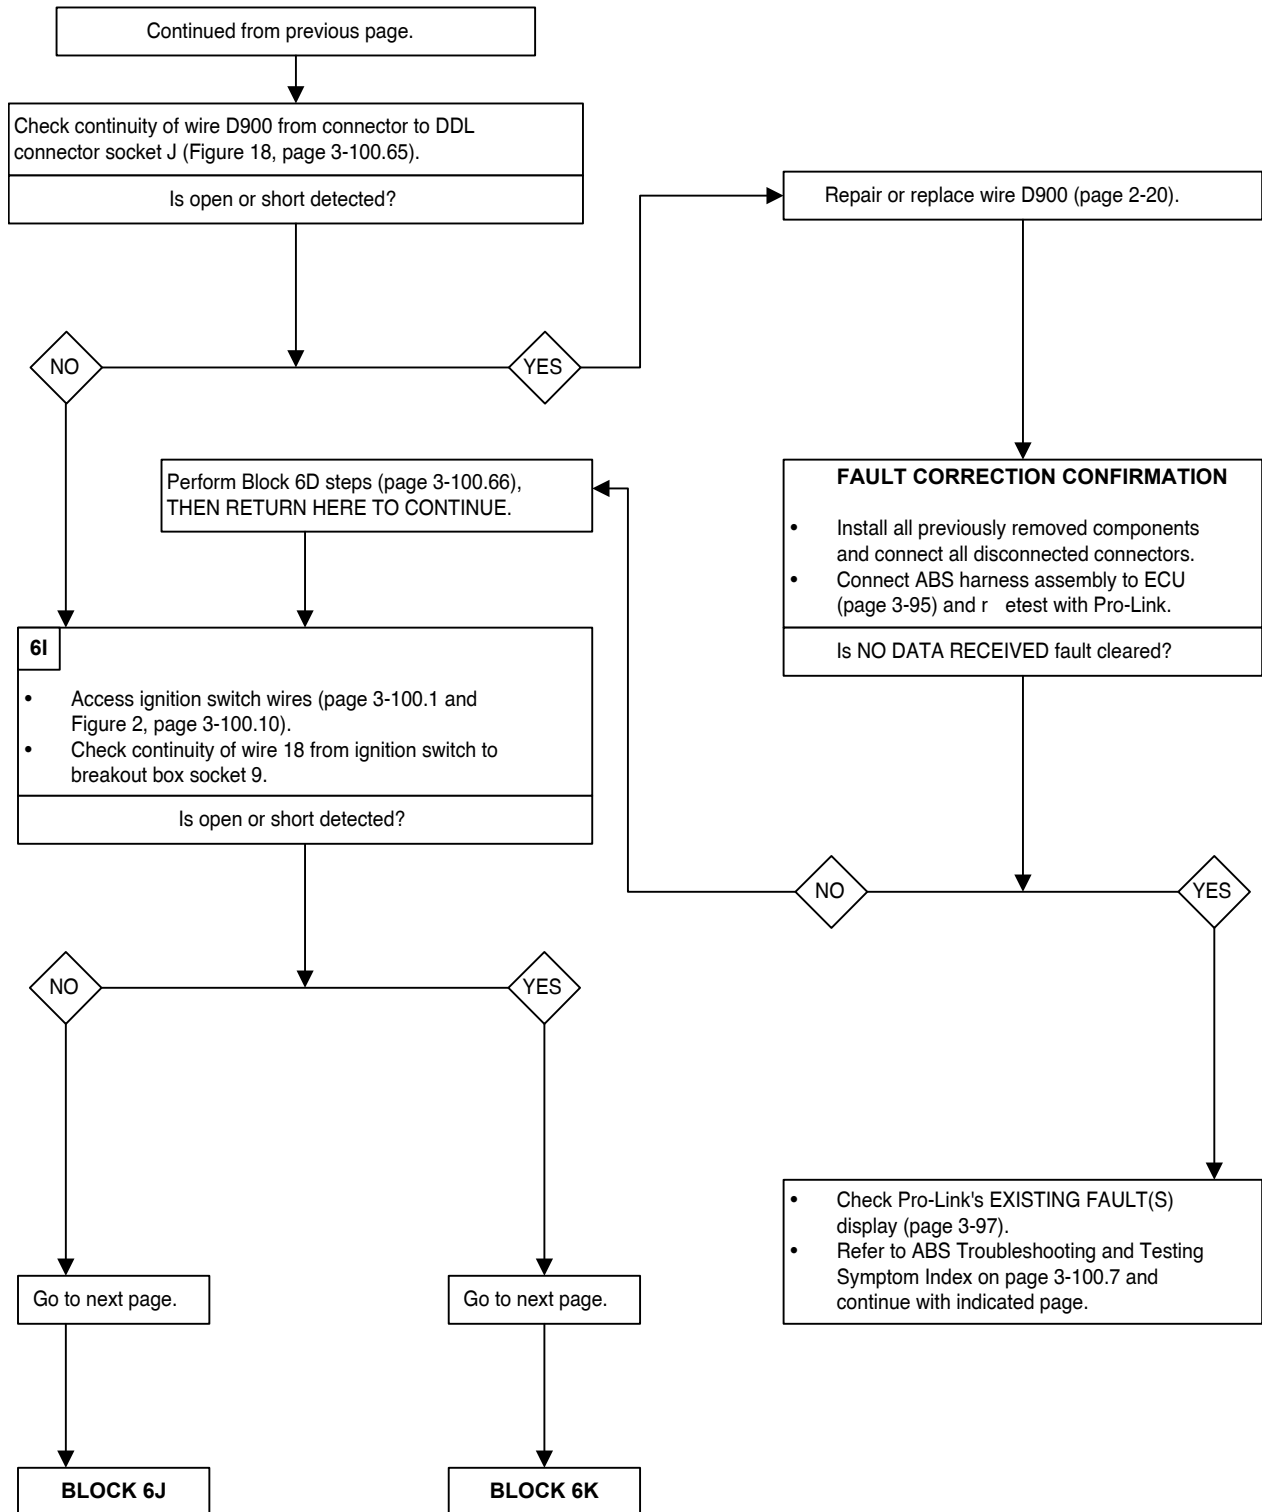 Continued from previous page.
Check continuity of wire D900 from connector to DDL
connector socket J (Figure 18, page 3-100.65).
Is open or short detected?
Repair or replace wire D900 (page 2-20).
NO
YES
Perform Block 6D steps (page 3-100.66),
THEN RETURN HERE TO CONTINUE.
FAULT CORRECTION CONFIRMATION
• Install all previously removed components
and connect all disconnected connectors.
• Connect ABS harness assembly to ECU
(page 3-95) and r etest with Pro-Link.
Is NO DATA RECEIVED fault cleared?
6I
• Access ignition switch wires (page 3-100.1 and
Figure 2, page 3-100.10).
• Check continuity of wire 18 from ignition switch to
breakout box socket 9.
Is open or short detected?
NO
YES
NO
YES
• Check Pro-Link's EXISTING FAULT(S)
display (page 3-97).
• Refer to ABS Troubleshooting and Testing
Symptom Index on page 3-100.7 and
continue with indicated page.
Go to next page.
Go to next page.
BLOCK 6J
BLOCK 6K